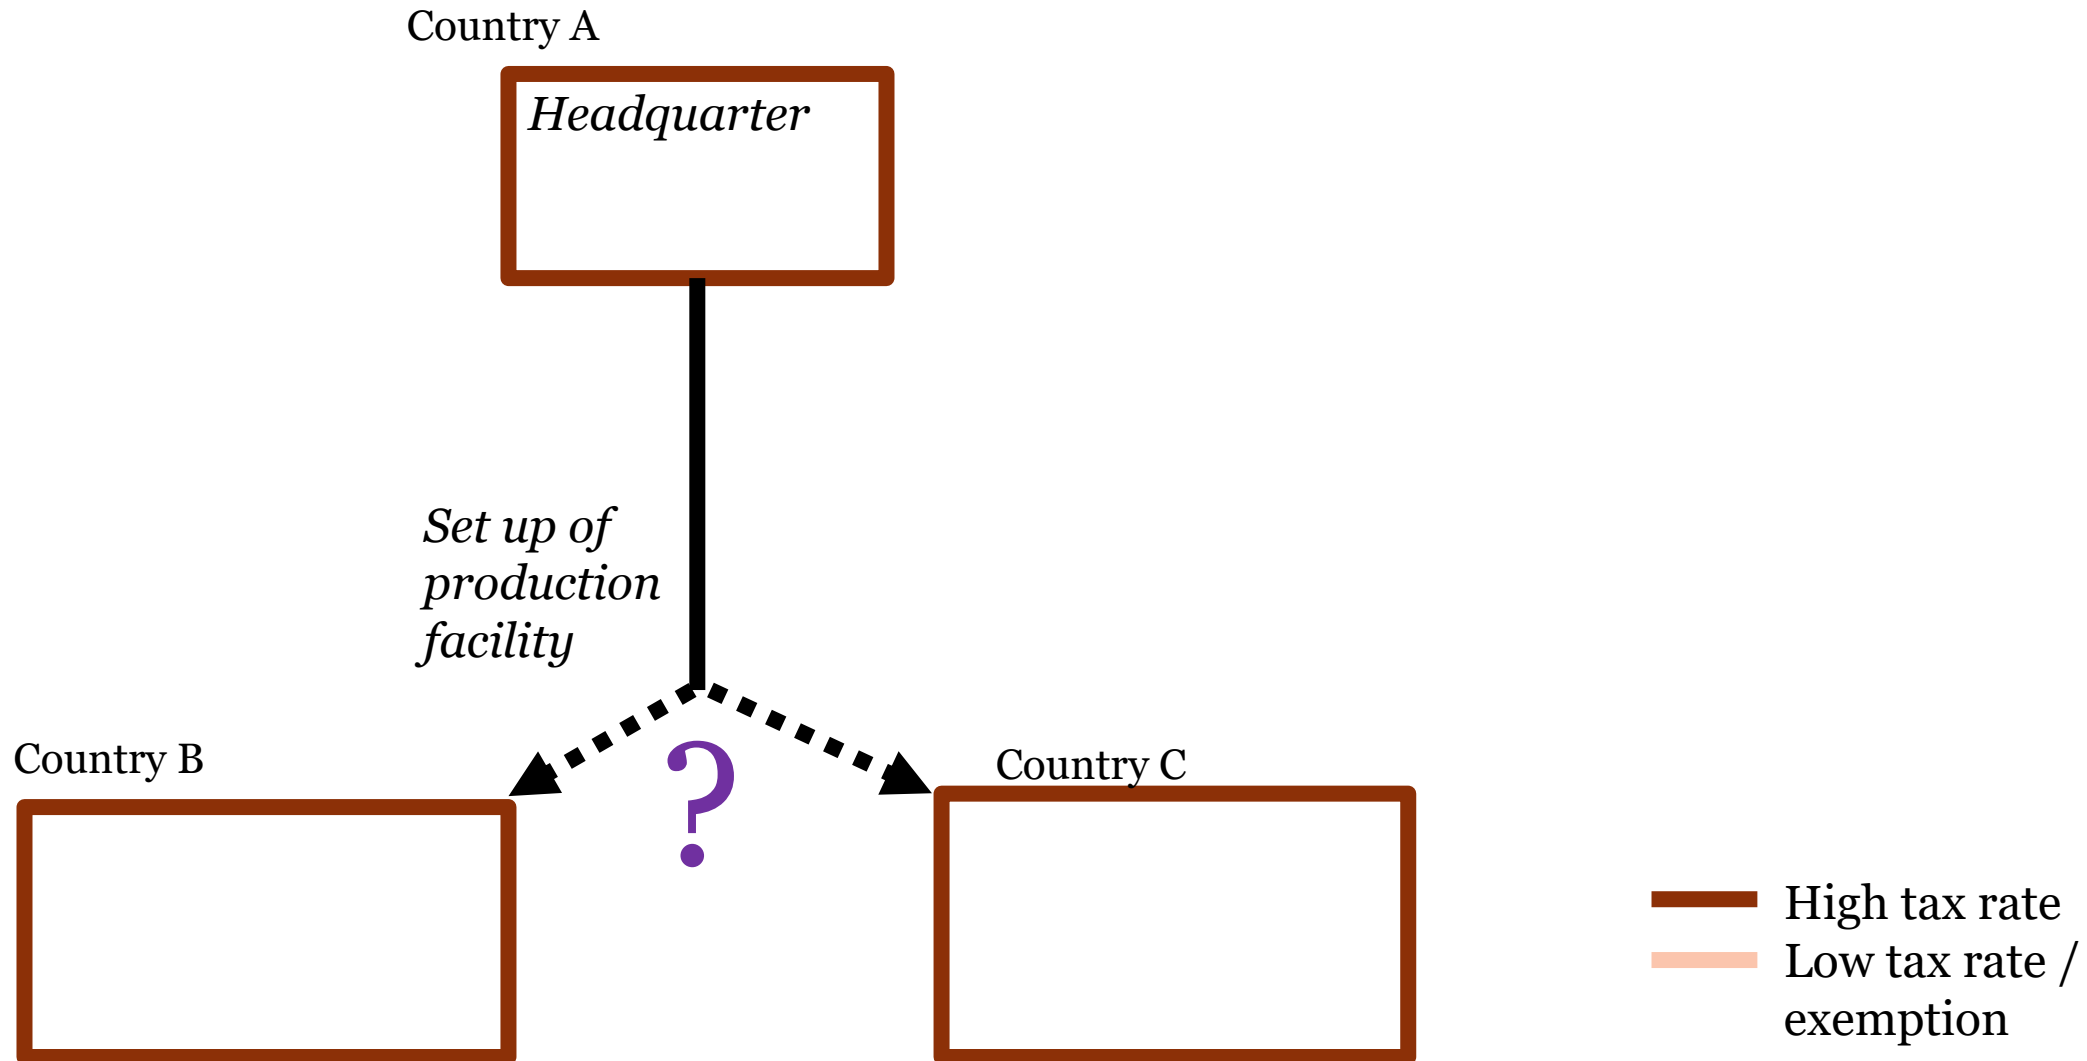 Country A
Headquarter
Set up of
production
facility
Country B
?
Country C
High tax rate
Low tax rate /
exemption